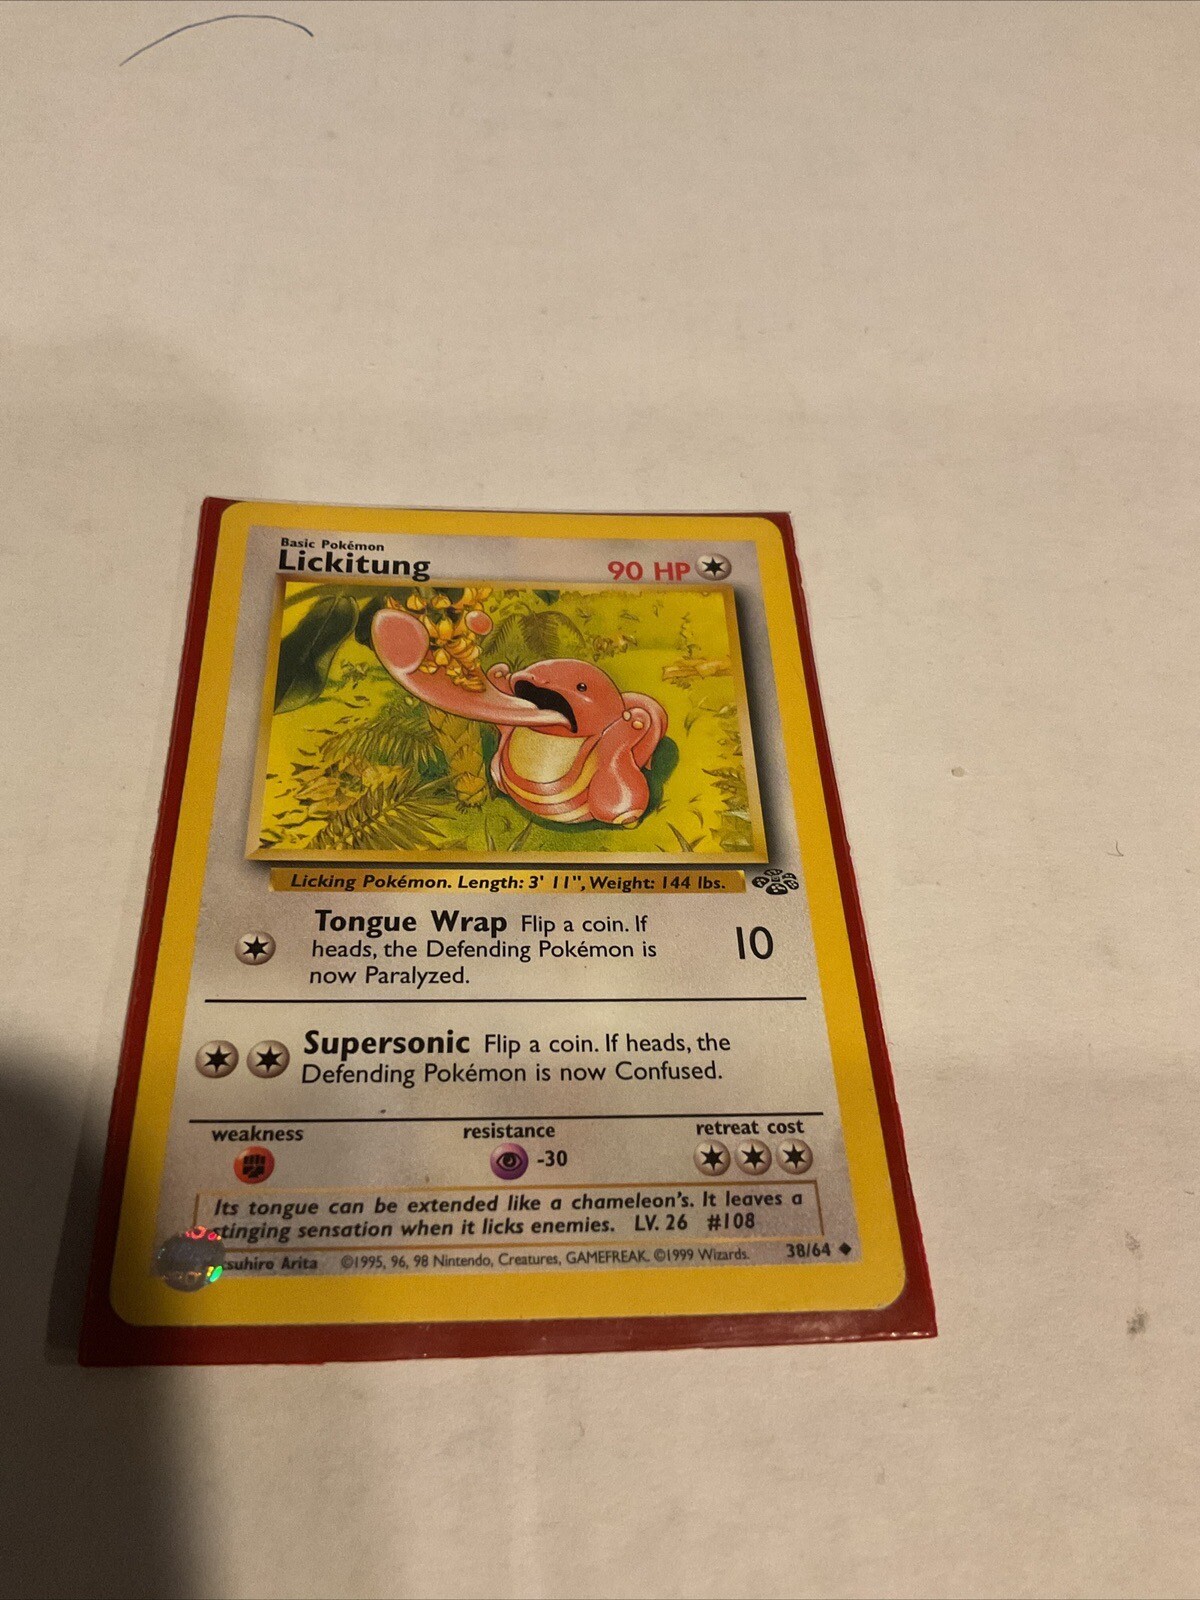 Basic Pokémon
Lickitung
90 HP
Licking Pokémon. Length: 3' 11", Weight: 144 lbs.
Tongue Wrap Flip a coin. If
heads, the Defending Pokémon is
now Paralyzed.
10
Supersonic Flip a coin. If heads, the
Defending Pokémon is now Confused.
weakness
resistance
retreat cost
-30
Its tongue can be extended like a chameleon's. It leaves a
stinging sensation when it licks enemies. LV. 26 #108
Arita ©1995, 96, 98 Nintendo, Creatures, GAMEFREAK. ©1999 Wizards. 38/64